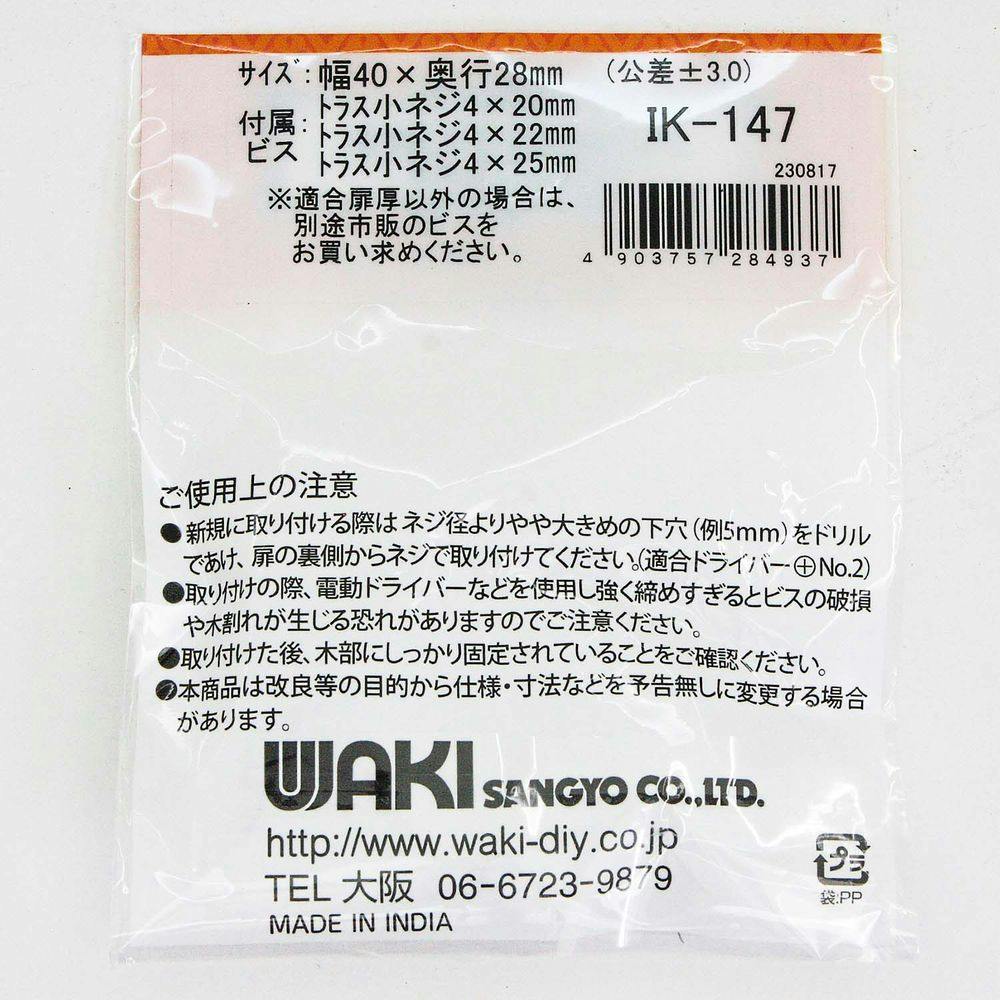 サイズ：幅40×奥行28mm （公差±3.0）
付属：
ビス
トラス小ネジ4×20mm
トラス小ネジ4×22mm
トラス小ネジ4×25mm
IK-147
230817
※適合扉厚以外の場合は、
別途市販のビスを
お買い求めください。
4 903757 284937
ご使用上の注意
●新規に取り付ける際はネジ径よりやや大きめの下穴（例5mm）をドリル
であけ、扉の裏側からネジで取り付けてください。(適合ドライバー⊕No.2)
●取り付けの際、電動ドライバーなどを使用し強く締めすぎるとビスの破損
や木割れが生じる恐れがありますのでご注意ください。
●取り付けた後、木部にしっかり固定されていることをご確認ください。
●本商品は改良等の目的から仕様・寸法などを予告無しに変更する場合
があります。
WAKI SANGYO CO.,LTD.
http://www.waki-diy.co.jp
TEL 大阪 06-6723-9879
MADE IN INDIA
プラ
袋:PP